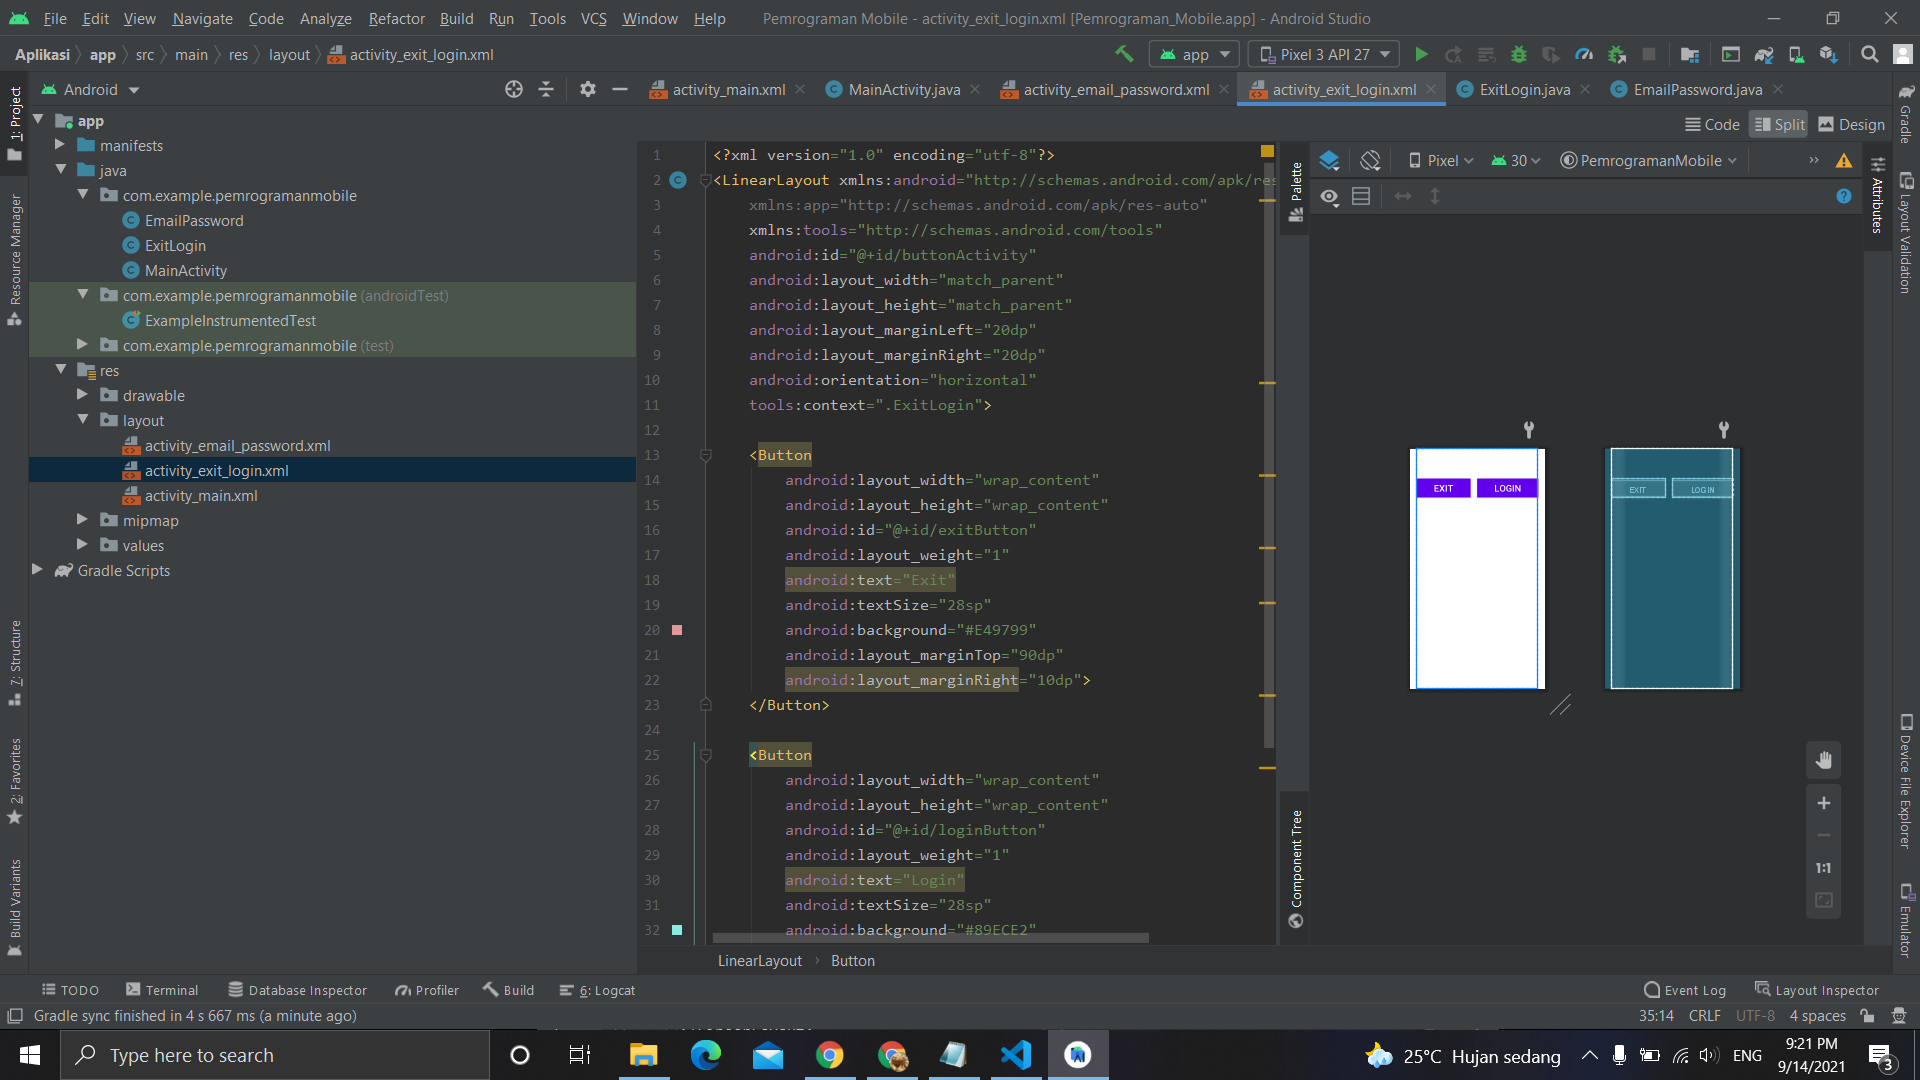 File Edit View Navigate Code Analyze Refactor Build Run Tools VCS Window Help Pemrograman Mobile - activity_exit_login.xml [Pemrograman_Mobile.app] - Android Studio
Aplikasi app src main res layout activity_exit_login.xml app Pixel 3 API 27
Android activity_main.xml MainActivity.java activity_email_password.xml activity_exit_login.xml ExitLogin.java EmailPassword.java
Code Split Design
Pixel 30 PemrogramanMobile
1: Project
Resource Manager
7: Structure
2: Favorites
Build Variants
app
manifests
java
com.example.pemrogramanmobile
EmailPassword
ExitLogin
MainActivity
com.example.pemrogramanmobile (androidTest)
ExampleInstrumentedTest
com.example.pemrogramanmobile (test)
res
drawable
layout
activity_email_password.xml
activity_exit_login.xml
activity_main.xml
mipmap
values
Gradle Scripts
1 <?xml version="1.0" encoding="utf-8"?>
2 <LinearLayout xmlns:android="http://schemas.android.com/apk/res
3 xmlns:app="http://schemas.android.com/apk/res-auto"
4 xmlns:tools="http://schemas.android.com/tools"
5 android:id="@+id/buttonActivity"
6 android:layout_width="match_parent"
7 android:layout_height="match_parent"
8 android:layout_marginLeft="20dp"
9 android:layout_marginRight="20dp"
10 android:orientation="horizontal"
11 tools:context=".ExitLogin">
12
13 <Button
14 android:layout_width="wrap_content"
15 android:layout_height="wrap_content"
16 android:id="@+id/exitButton"
17 android:layout_weight="1"
18 android:text="Exit"
19 android:textSize="28sp"
20 android:background="#E49799"
21 android:layout_marginTop="90dp"
22 android:layout_marginRight="10dp">
23 </Button>
24
25 <Button
26 android:layout_width="wrap_content"
27 android:layout_height="wrap_content"
28 android:id="@+id/loginButton"
29 android:layout_weight="1"
30 android:text="Login"
31 android:textSize="28sp"
32 android:background="#89ECE2"
LinearLayout Button
Palette
Component Tree
EXIT LOGIN
EXIT LOGIN
1:1
Attributes
Gradle
Layout Validation
Device File Explorer
Emulator
TODO Terminal Database Inspector Profiler Build 6: Logcat Event Log Layout Inspector
Gradle sync finished in 4 s 667 ms (a minute ago) 35:14 CRLF UTF-8 4 spaces
Type here to search 25°C Hujan sedang ENG 9:21 PM
9/14/2021 3